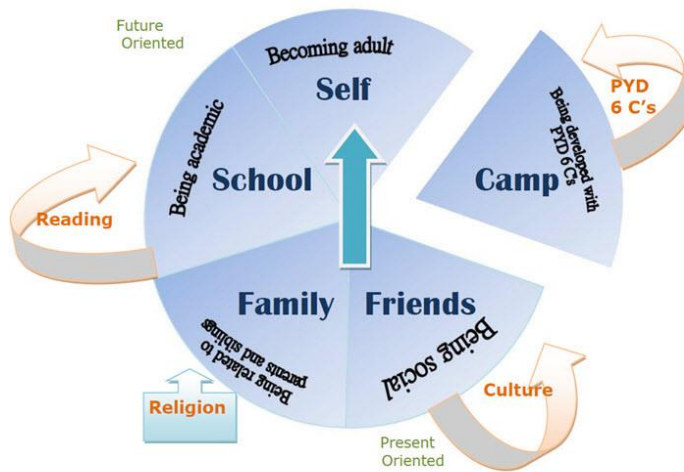 Future
Oriented
Becoming adult
Self
PYD
6 C's
Being academic
School
Being developed with
PYD 6 C's
Camp
Reading
Family
Friends
Being related to
parents and siblings
Being social
Religion
Culture
Present
Oriented